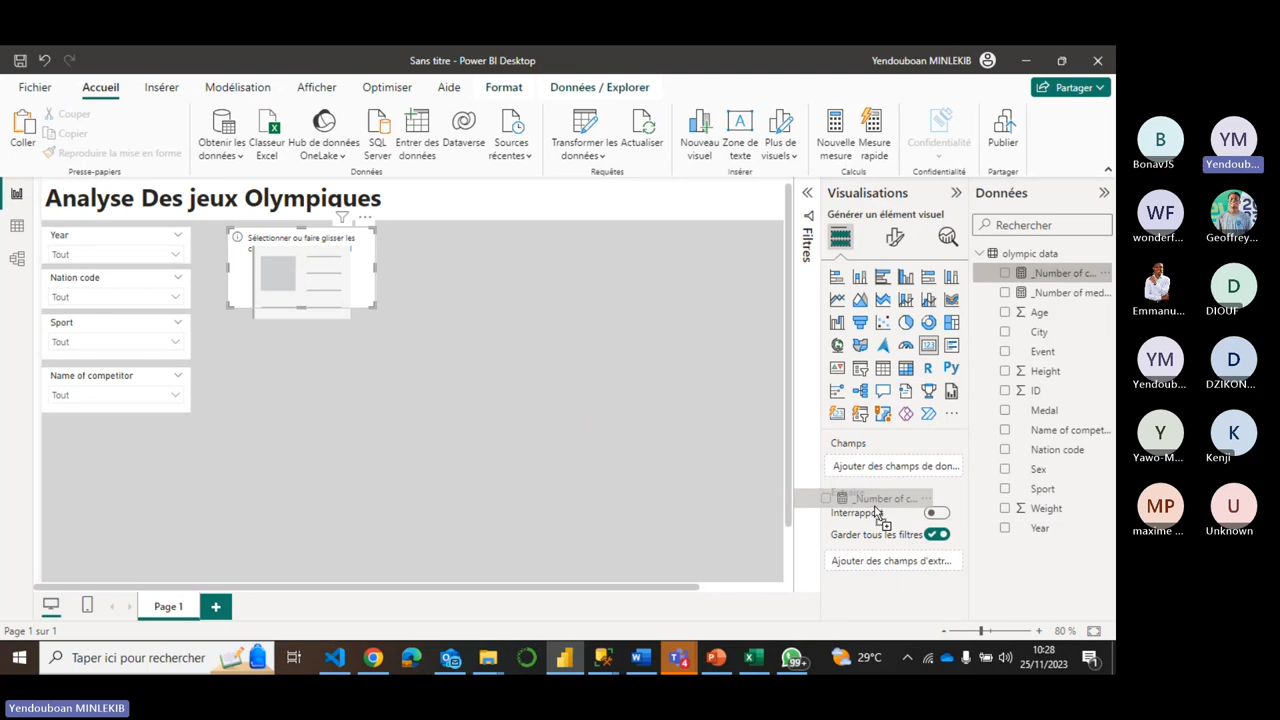 Sans titre - Power BI Desktop
Yendouboan MINLEKIB
Fichier
Accueil
Insérer
Modélisation
Afficher
Optimiser
Aide
Format
Données / Explorer
Partager
Coller
Couper
Copier
Reproduire la mise en forme
Obtenir les données
Classeur Excel
Hub de données OneLake
SQL Server
Entrer des données
Dataverse
Sources récentes
Transformer les données
Actualiser
Nouveau visuel
Zone de texte
Plus de visuels
Nouvelle mesure
Mesure rapide
Confidentialité
Publier
Presse-papiers
Données
Requêtes
Insérer
Calculs
Confidentialité
Partager
Analyse Des jeux Olympiques
Year
Tout
Nation code
Tout
Sport
Tout
Name of competitor
Tout
Sélectionner ou faire glisser les
Filtres
Visualisations
Générer un élément visuel
123
R
Py
Champs
Ajouter des champs de don...
_Number of c...
Interrapport
Garder tous les filtres
Ajouter des champs d'extr...
Données
Rechercher
olympic data
_Number of c...
_Number of med...
Age
City
Event
Height
ID
Medal
Name of compet...
Nation code
Sex
Sport
Weight
Year
Page 1
Page 1 sur 1
80 %
Taper ici pour rechercher
99+
29°C
10:28
25/11/2023
B
BonavJS
YM
Yendoub...
WF
wonderf...
Geoffrey...
Emmanu...
D
DIOUF
YM
Yendoub...
D
DZIKON...
Y
Yawo-M...
K
Kenji
MP
maxime ...
U
Unknown
Yendouboan MINLEKIB